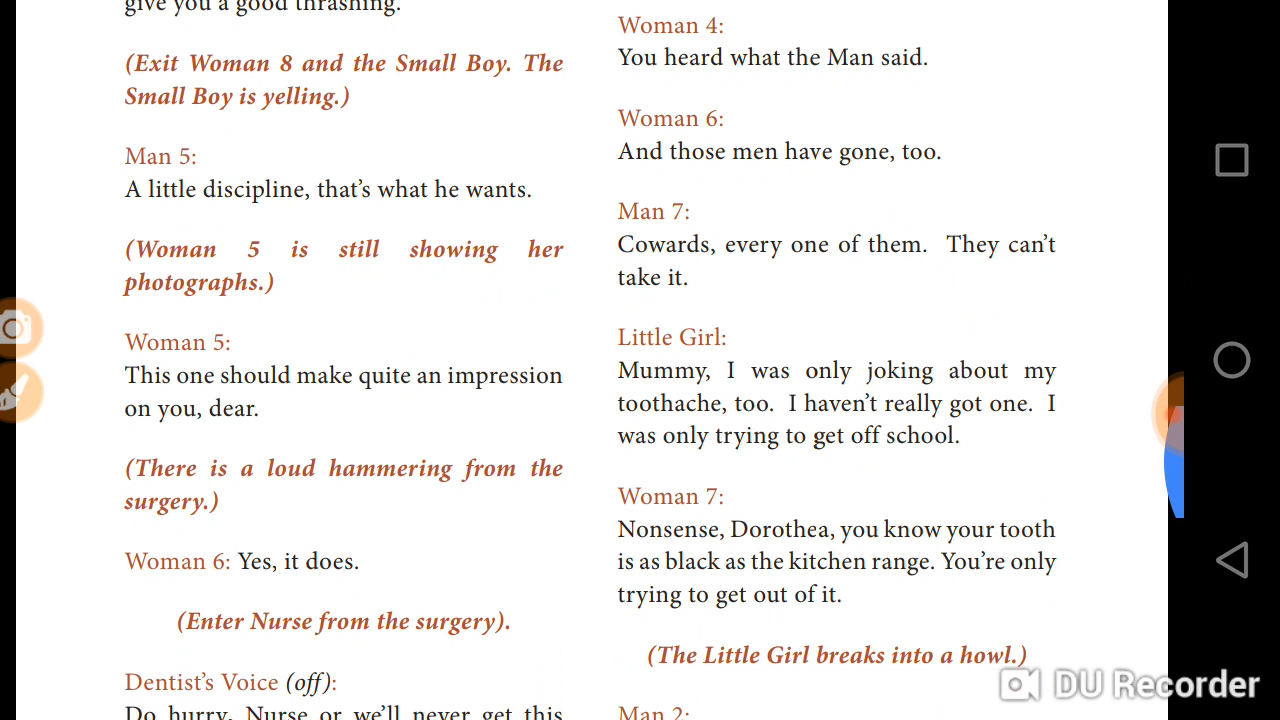 give you a good thrashing.
(Exit Woman 8 and the Small Boy. The
Small Boy is yelling.)
Man 5:
A little discipline, that's what he wants.
(Woman 5 is still showing her
photographs.)
Woman 5:
This one should make quite an impression
on you, dear.
(There is a loud hammering from the
surgery.)
Woman 6: Yes, it does.
(Enter Nurse from the surgery).
Dentist's Voice (off):
Do hurry, Nurse or we'll never get this
Woman 4:
You heard what the Man said.
Woman 6:
And those men have gone, too.
Man 7:
Cowards, every one of them. They can't
take it.
Little Girl:
Mummy, I was only joking about my
toothache, too. I haven't really got one. I
was only trying to get off school.
Woman 7:
Nonsense, Dorothea, you know your tooth
is as black as the kitchen range. You're only
trying to get out of it.
(The Little Girl breaks into a howl.)
Man 2:
DU Recorder